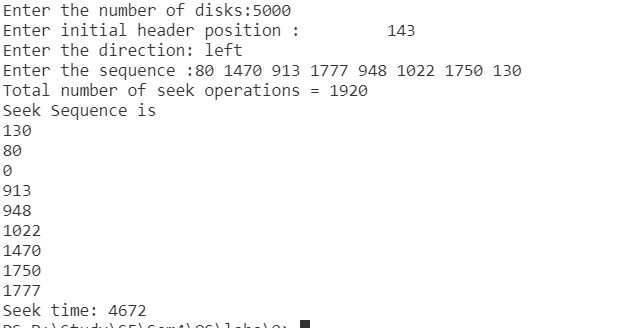 Enter the number of disks:5000
Enter initial header position :         143
Enter the direction: left
Enter the sequence :80 1470 913 1777 948 1022 1750 130
Total number of seek operations = 1920
Seek Sequence is
130
80
0
913
948
1022
1470
1750
1777
Seek time: 4672